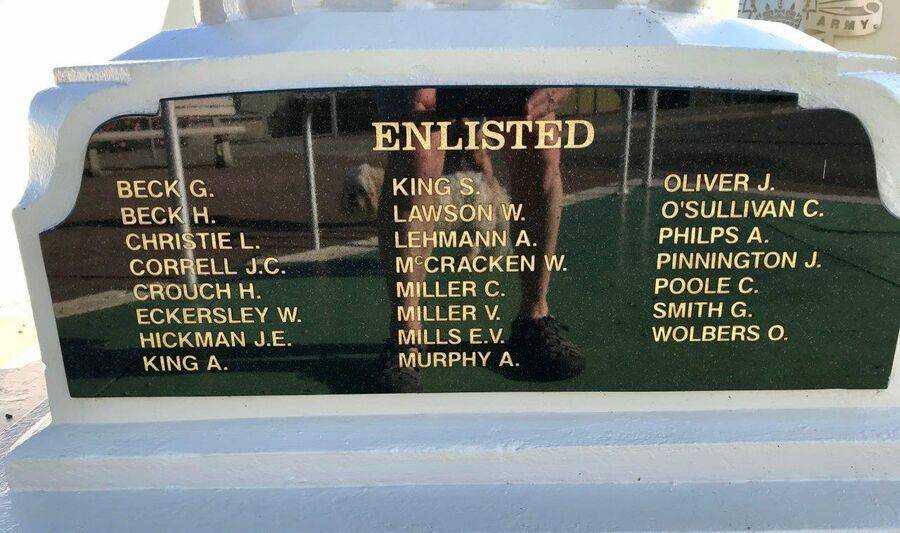 ARMY
ENLISTED
BECK G.
BECK H.
CHRISTIE L.
CORRELL J.C.
CROUCH H.
ECKERSLEY W.
HICKMAN J.E.
KING A.
KING S.
LAWSON W.
LEHMANN A.
McCRACKEN W.
MILLER C.
MILLER V.
MILLS E.V.
MURPHY A.
OLIVER J.
O'SULLIVAN C.
PHILPS A.
PINNINGTON J.
POOLE C.
SMITH G.
WOLBERS O.